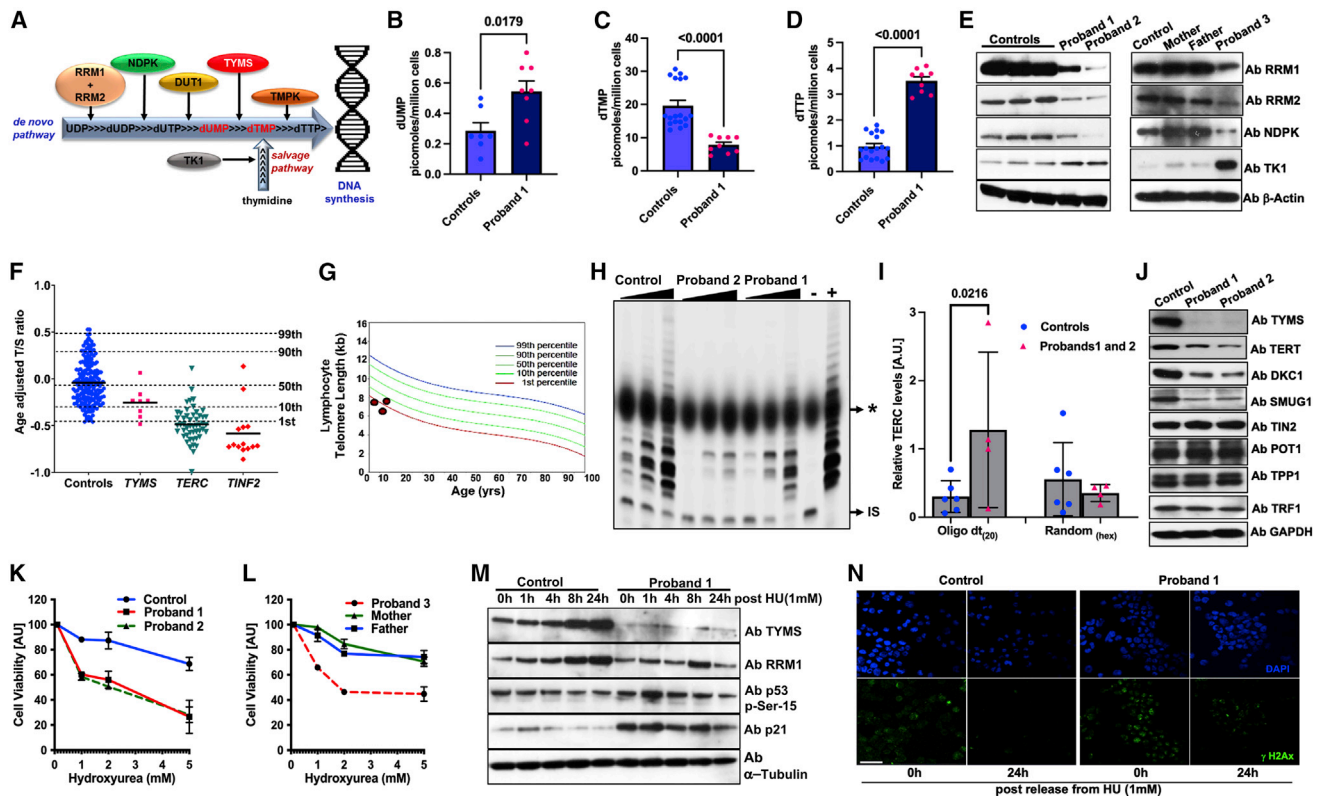 A
RRM1
+
RRM2
NDPK
DUT1
TYMS
TMPK
de novo
pathway
UDP>>>dUDP>>>dUTP>>>dUMP>>>dTMP>>>dTTP>
TK1
salvage
pathway
thymidine
DNA
synthesis
B
0.0179
dUMP
picomoles/million cells
0.8
0.6
0.4
0.2
0.0
Controls
Proband 1
C
<0.0001
dTMP
picomoles/million cells
40
30
20
10
0
Controls
Proband 1
D
<0.0001
dTTP
picomoles/million cells
5
4
3
2
1
0
Controls
Proband 1
E
Controls
Proband 1
Proband 2
Control
Mother
Father
Proband 3
Ab RRM1
Ab RRM2
Ab NDPK
Ab TK1
Ab β-Actin
F
Age adjusted T/S ratio
1.0
0.5
0.0
-0.5
-1.0
99th
90th
50th
10th
1st
Controls
TYMS
TERC
TINF2
G
Lymphocyte
Telomere Length (kb)
16
14
12
10
8
6
4
2
0
99th percentile
90th percentile
50th percentile
10th percentile
1st percentile
0 10 20 30 40 50 60 70 80 90 100
Age (yrs)
H
Control Proband 2 Proband 1 - +
*
IS
I
0.0216
Relative TERC levels [A.U.]
3
2
1
0
Controls
Probands1 and 2
Oligo dt(20)
Random (hex)
J
Control
Proband 1
Proband 2
Ab TYMS
Ab TERT
Ab DKC1
Ab SMUG1
Ab TIN2
Ab POT1
Ab TPP1
Ab TRF1
Ab GAPDH
K
Cell Viability [AU]
120
100
80
60
40
20
0
Control
Proband 1
Proband 2
0 1 2 3 4 5
Hydroxyurea (mM)
L
Cell Viability [AU]
120
100
80
60
40
20
0
Proband 3
Mother
Father
0 1 2 3 4 5
Hydroxyurea (mM)
M
Control Proband 1
0h 1h 4h 8h 24h 0h 1h 4h 8h 24h post HU(1mM)
Ab TYMS
Ab RRM1
Ab p53
p-Ser-15
Ab p21
Ab
α–Tubulin
N
Control Proband 1
DAPI
γ H2Ax
0h 24h 0h 24h
post release from HU (1mM)